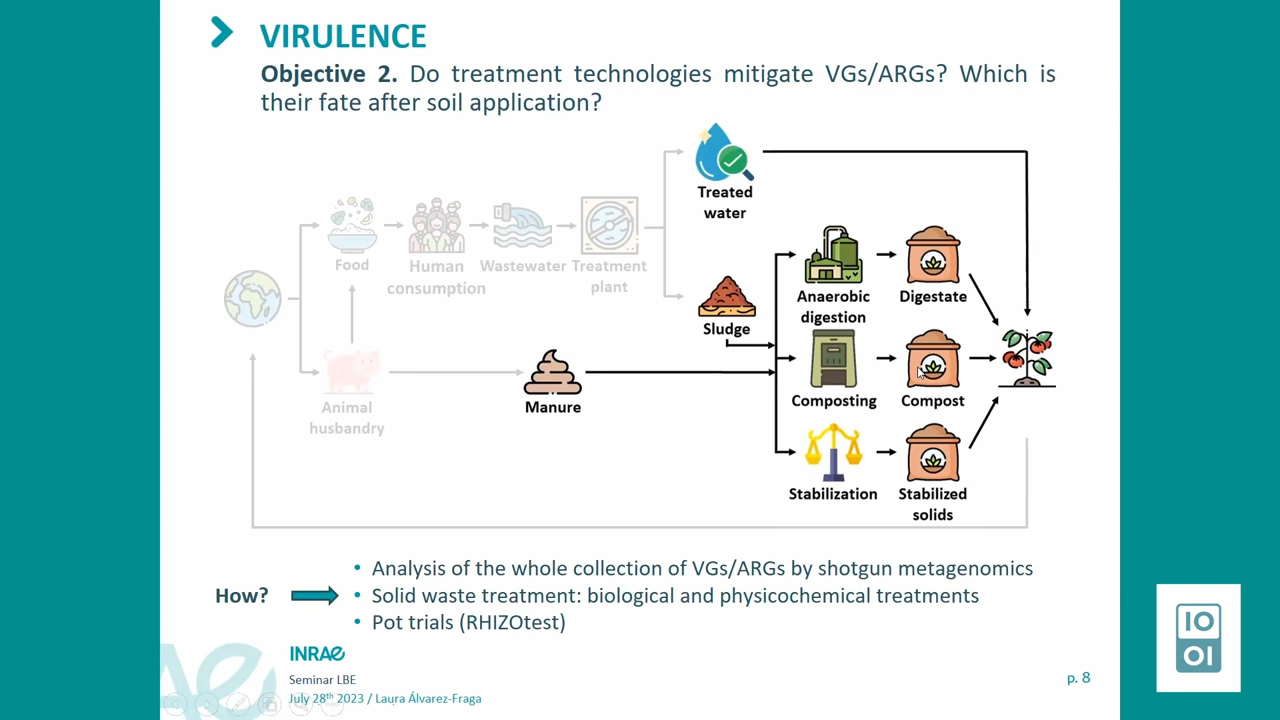 VIRULENCE
Objective 2. Do treatment technologies mitigate VGs/ARGs? Which is
their fate after soil application?
Treated
water
Food
Human
consumption
Wastewater
Treatment
plant
Anaerobic
digestion
Digestate
Sludge
Manure
Composting
Compost
Animal
husbandry
Stabilization
Stabilized
solids
How?
• Analysis of the whole collection of VGs/ARGs by shotgun metagenomics
• Solid waste treatment: biological and physicochemical treatments
• Pot trials (RHIZOtest)
INRAE
Seminar LBE
July 28th 2023 / Laura Álvarez-Fraga
p. 8
IO
OI